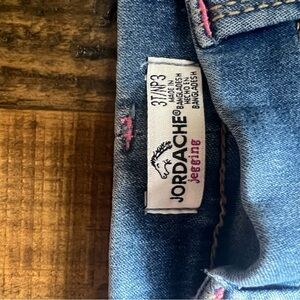 JORDACHE®
jegging
3T/NP3
MADE IN
BANGLADESH
HECHO EN
BANGLADESH